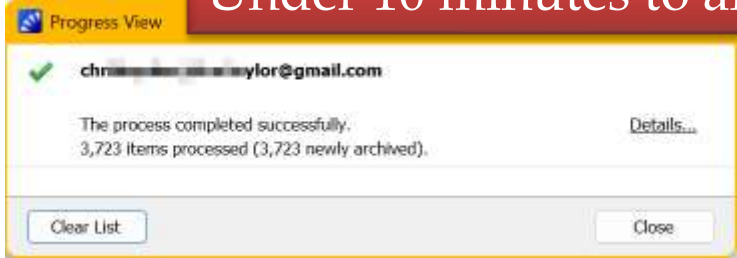 Under 10 minutes to a
Progress View
chr ylor@gmail.com
The process completed successfully.
Details...
3,723 items processed (3,723 newly archived).
Clear List
Close